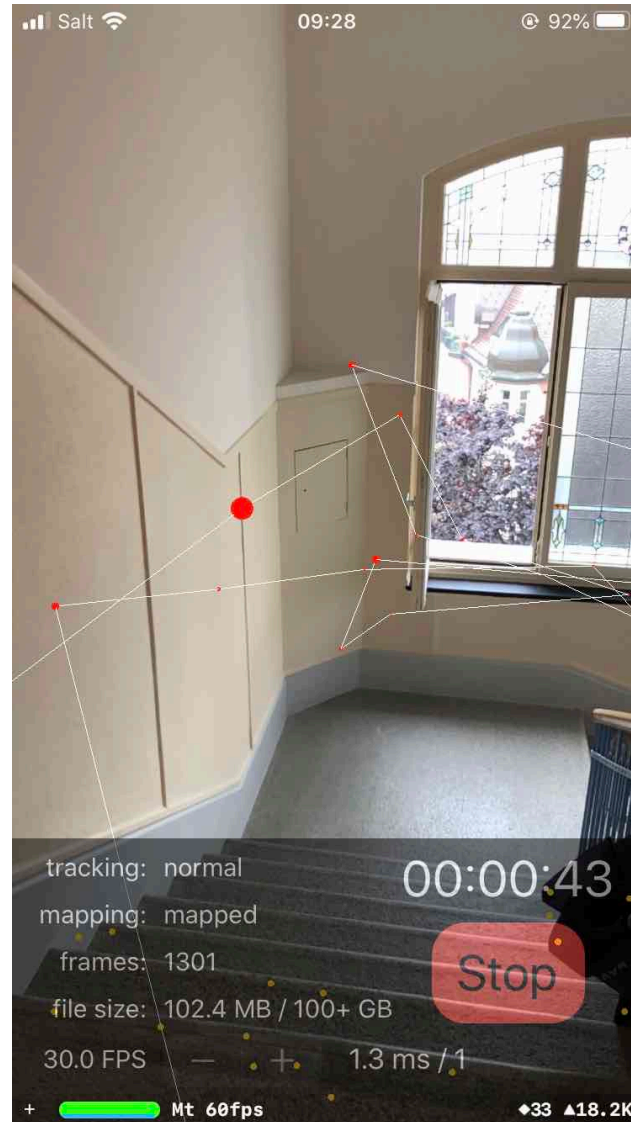 Salt 09:28 92%
tracking: normal
00:00:43
mapping: mapped
frames: 1301
Stop
file size: 102.4 MB / 100+ GB
30.0 FPS − + 1.3 ms / 1
+ Mt 60fps ◆33 ▲18.2K